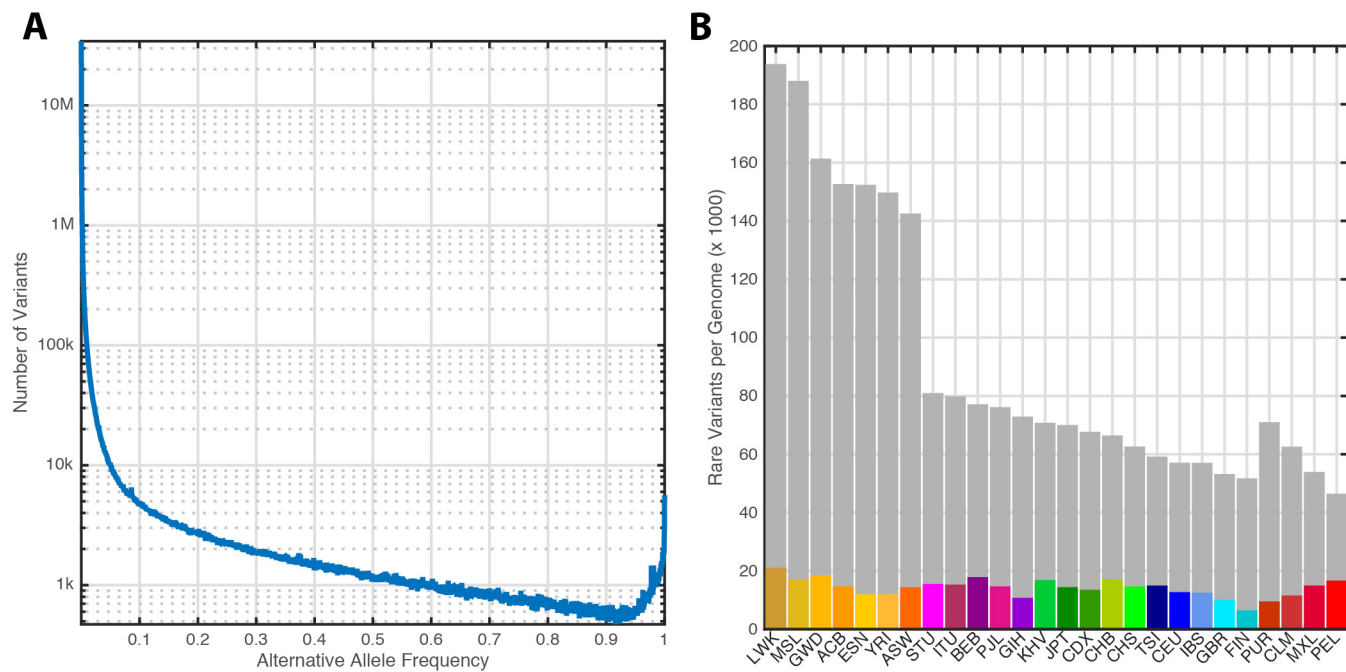 A
10M
1M
100k
10k
1k
Number of Variants
0.1 0.2 0.3 0.4 0.5 0.6 0.7 0.8 0.9 1
Alternative Allele Frequency
B
200
180
160
140
120
100
80
60
40
20
0
Rare Variants per Genome (x 1000)
LWK MSL GWD ACB ESN YRI ASW STU ITU BEB PJL GIH KHV JPT CDX CHB CHS TSI CEU IBS GBR FIN PUR CLM MXL PEL